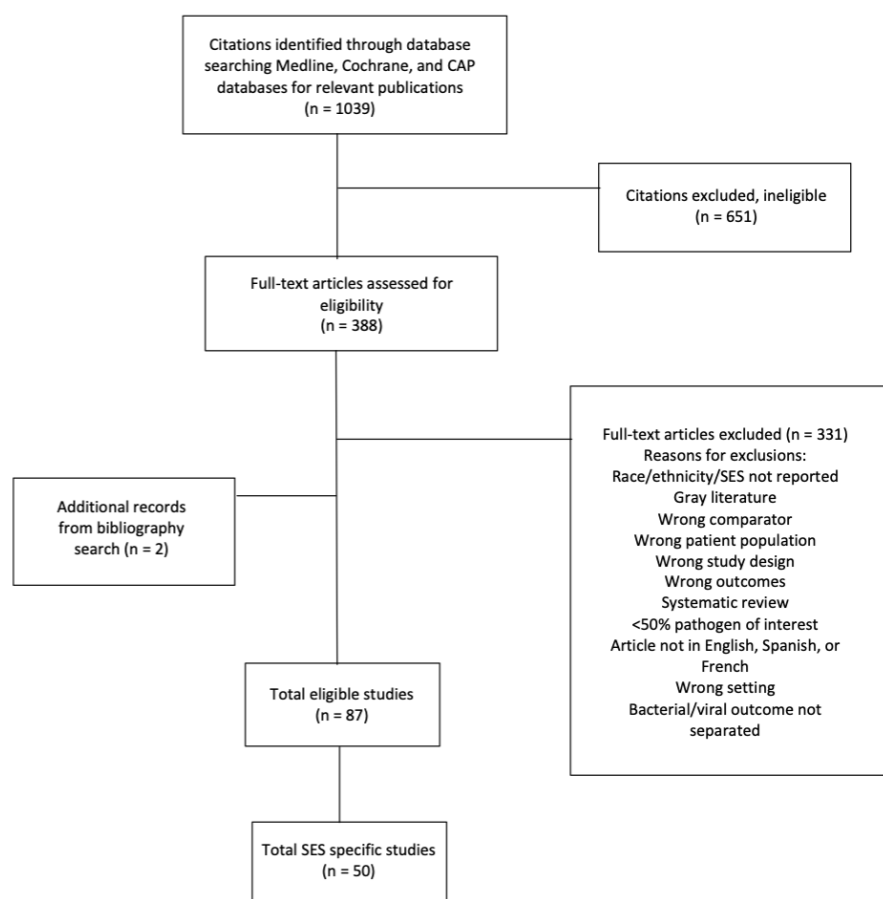 Citations identified through database
searching Medline, Cochrane, and CAP
databases for relevant publications
(n = 1039)
Citations excluded, ineligible
(n = 651)
Full-text articles assessed for
eligibility
(n = 388)
Full-text articles excluded (n = 331)
Reasons for exclusions:
Race/ethnicity/SES not reported
Gray literature
Wrong comparator
Wrong patient population
Wrong study design
Wrong outcomes
Systematic review
<50% pathogen of interest
Article not in English, Spanish, or
French
Wrong setting
Bacterial/viral outcome not
separated
Additional records
from bibliography
search (n = 2)
Total eligible studies
(n = 87)
Total SES specific studies
(n = 50)